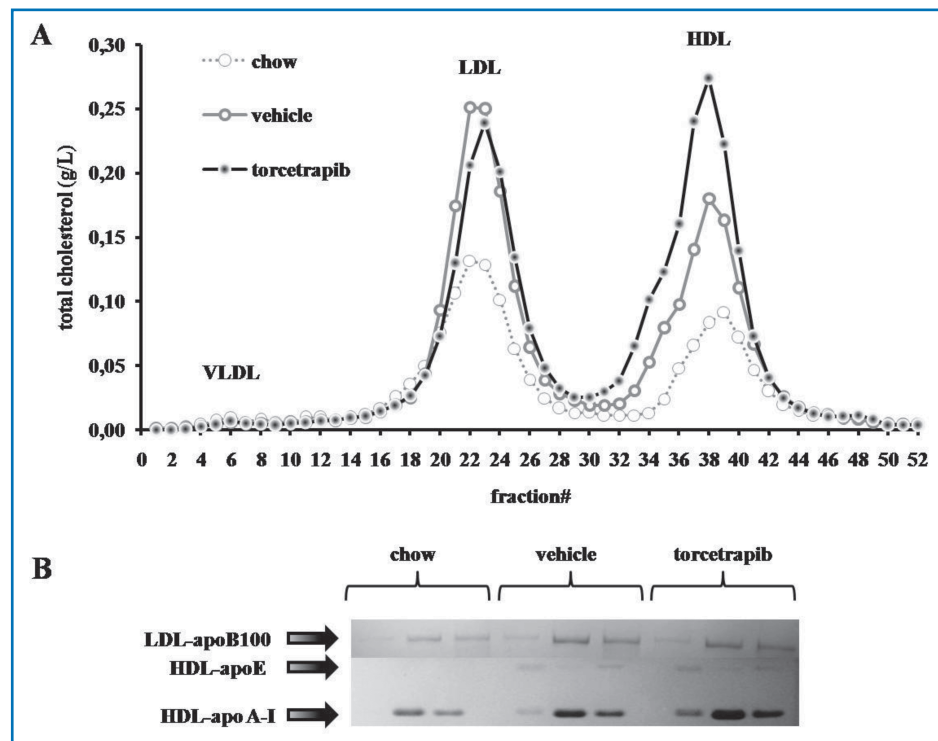 A
HDL
LDL
VLDL
chow
vehicle
torcetrapib
total cholesterol (g/L)
0,30
0,25
0,20
0,15
0,10
0,05
0,00
0 2 4 6 8 10 12 14 16 18 20 22 24 26 28 30 32 34 36 38 40 42 44 46 48 50 52
fraction#
B
chow vehicle torcetrapib
LDL-apoB100
HDL-apoE
HDL-apo A-I